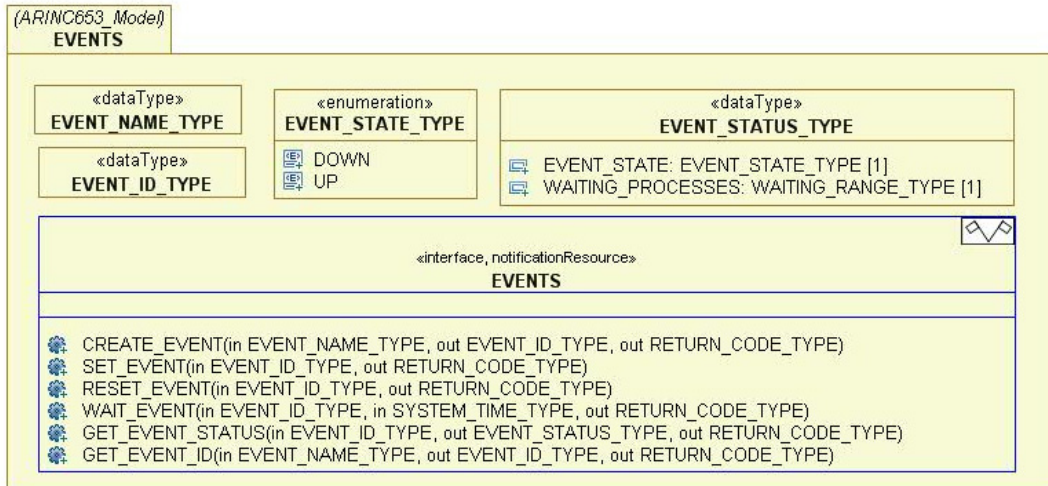 (ARINC653_Model)
EVENTS
«dataType»
EVENT_NAME_TYPE
«dataType»
EVENT_ID_TYPE
«enumeration»
EVENT_STATE_TYPE
DOWN
UP
«dataType»
EVENT_STATUS_TYPE
EVENT_STATE: EVENT_STATE_TYPE [1]
WAITING_PROCESSES: WAITING_RANGE_TYPE [1]
«interface, notificationResource»
EVENTS
CREATE_EVENT(in EVENT_NAME_TYPE, out EVENT_ID_TYPE, out RETURN_CODE_TYPE)
SET_EVENT(in EVENT_ID_TYPE, out RETURN_CODE_TYPE)
RESET_EVENT(in EVENT_ID_TYPE, out RETURN_CODE_TYPE)
WAIT_EVENT(in EVENT_ID_TYPE, in SYSTEM_TIME_TYPE, out RETURN_CODE_TYPE)
GET_EVENT_STATUS(in EVENT_ID_TYPE, out EVENT_STATUS_TYPE, out RETURN_CODE_TYPE)
GET_EVENT_ID(in EVENT_NAME_TYPE, out EVENT_ID_TYPE, out RETURN_CODE_TYPE)